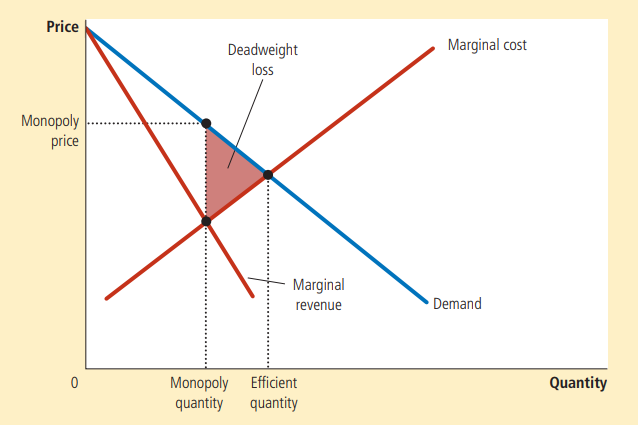 Price
Deadweight
loss
Marginal cost
Monopoly
price
Marginal
revenue
Demand
0
Monopoly
quantity
Efficient
quantity
Quantity